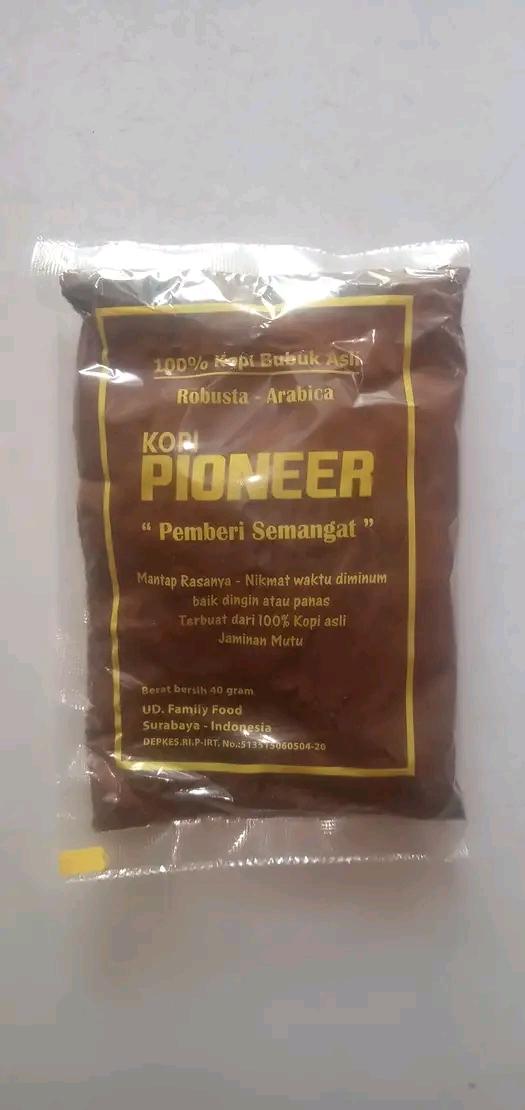 100% Kopi Bubuk Asli
Robusta - Arabica
KOPI
PIONEER
“ Pemberi Semangat ”
Mantap Rasanya - Nikmat waktu diminum
baik dingin atau panas
Terbuat dari 100% Kopi asli
Jaminan Mutu
Berat bersih 40 gram
UD. Family Food
Surabaya - Indonesia
DEPKES.RI.P-IRT. No.:513515060504-20